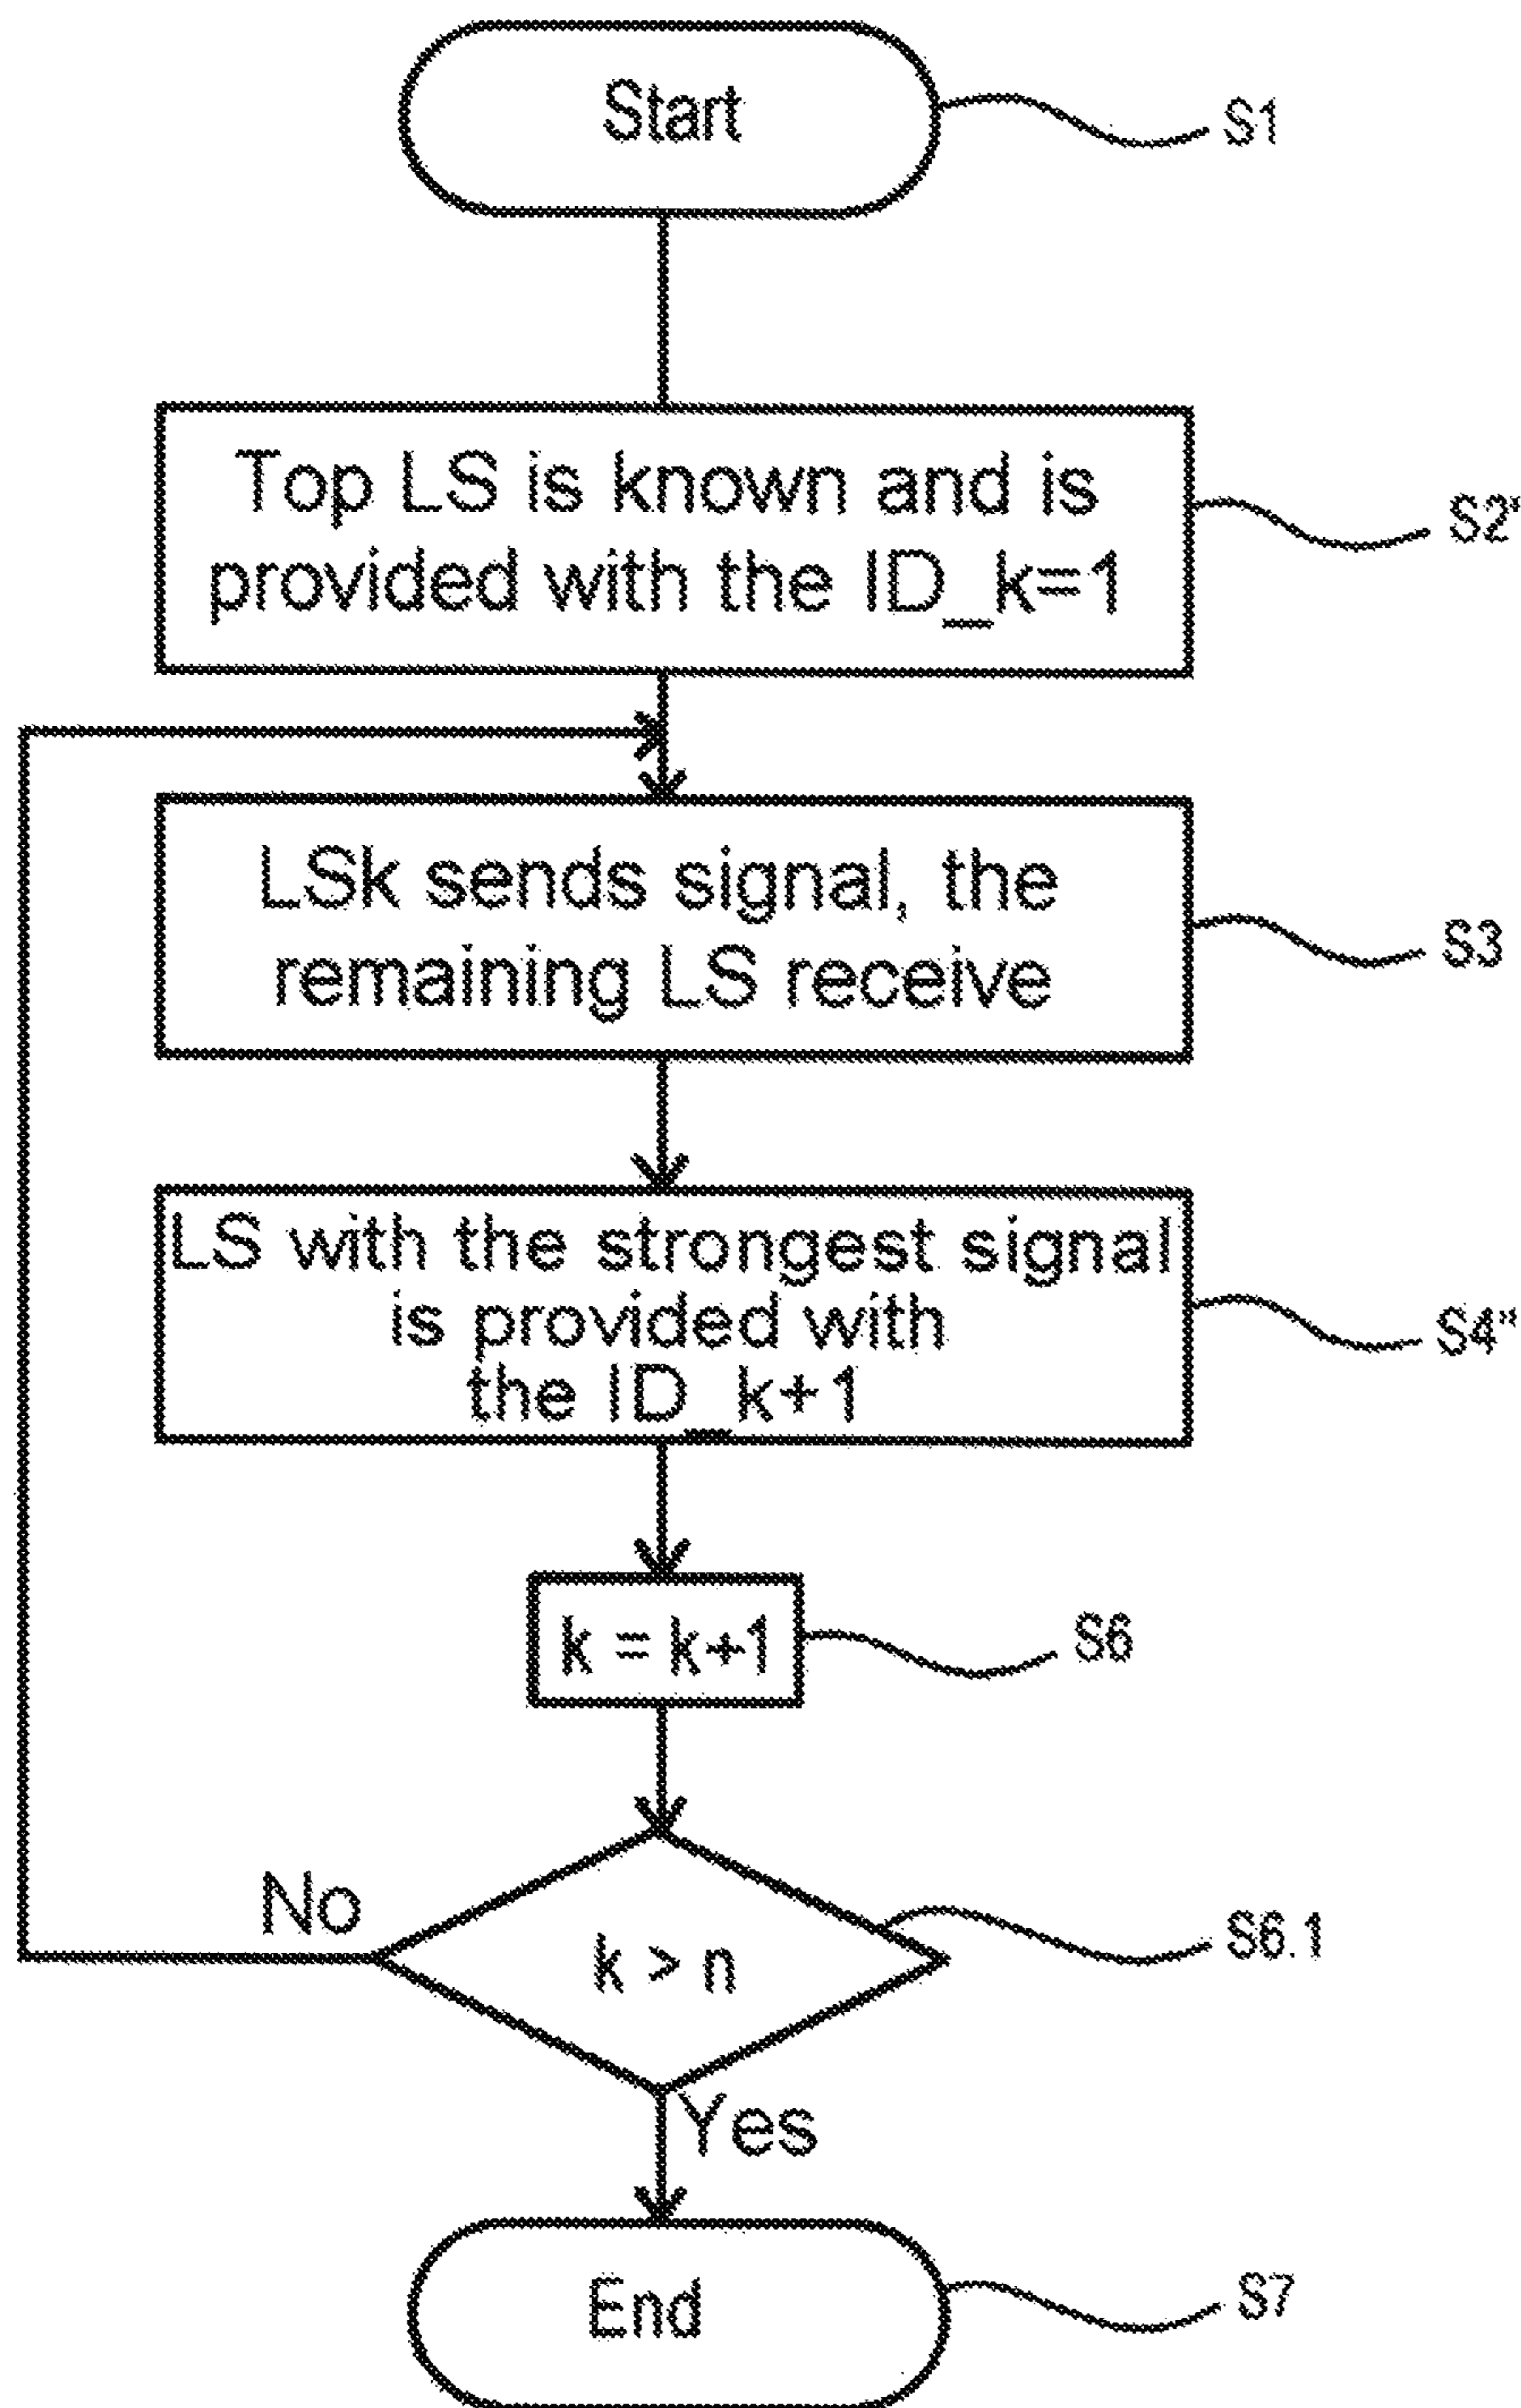 Start
S1
Top LS is known and is
provided with the ID_k=1
S2'
LSk sends signal, the
remaining LS receive
S3
LS with the strongest signal
is provided with
the ID_k+1
S4"
k = k+1
S6
No
k > n
S6.1
Yes
End
S7